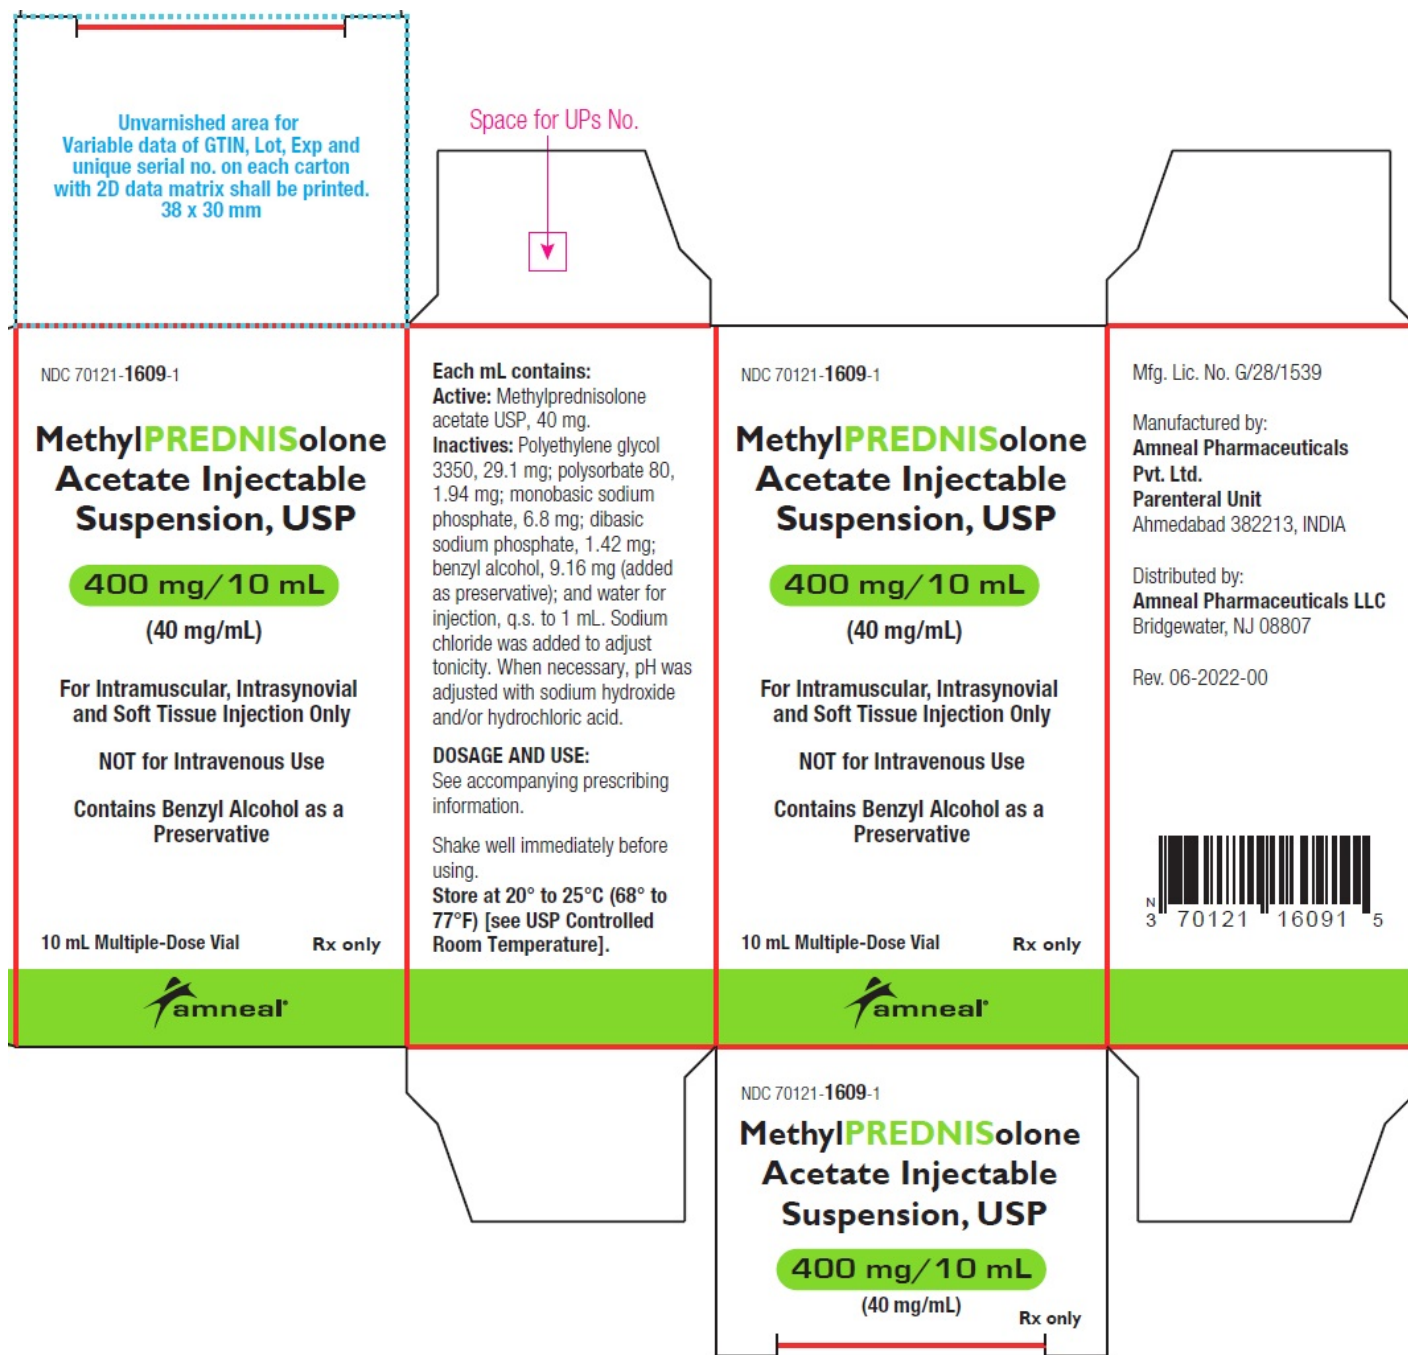 Unvarnished area for
Variable data of GTIN, Lot, Exp and
unique serial no. on each carton
with 2D data matrix shall be printed.
38 x 30 mm
Space for UPs No.
NDC 70121-1609-1
MethylPREDNISolone
Acetate Injectable
Suspension, USP
400 mg/10 mL
(40 mg/mL)
For Intramuscular, Intrasynovial
and Soft Tissue Injection Only
NOT for Intravenous Use
Contains Benzyl Alcohol as a
Preservative
10 mL Multiple-Dose Vial Rx only
amneal®
Each mL contains:
Active: Methylprednisolone
acetate USP, 40 mg.
Inactives: Polyethylene glycol
3350, 29.1 mg; polysorbate 80,
1.94 mg; monobasic sodium
phosphate, 6.8 mg; dibasic
sodium phosphate, 1.42 mg;
benzyl alcohol, 9.16 mg (added
as preservative); and water for
injection, q.s. to 1 mL. Sodium
chloride was added to adjust
tonicity. When necessary, pH was
adjusted with sodium hydroxide
and/or hydrochloric acid.
DOSAGE AND USE:
See accompanying prescribing
information.
Shake well immediately before
using.
Store at 20° to 25°C (68° to
77°F) [see USP Controlled
Room Temperature].
NDC 70121-1609-1
MethylPREDNISolone
Acetate Injectable
Suspension, USP
400 mg/10 mL
(40 mg/mL)
For Intramuscular, Intrasynovial
and Soft Tissue Injection Only
NOT for Intravenous Use
Contains Benzyl Alcohol as a
Preservative
10 mL Multiple-Dose Vial Rx only
amneal®
Mfg. Lic. No. G/28/1539
Manufactured by:
Amneal Pharmaceuticals
Pvt. Ltd.
Parenteral Unit
Ahmedabad 382213, INDIA
Distributed by:
Amneal Pharmaceuticals LLC
Bridgewater, NJ 08807
Rev. 06-2022-00
N
3 70121 16091 5
NDC 70121-1609-1
MethylPREDNISolone
Acetate Injectable
Suspension, USP
400 mg/10 mL
(40 mg/mL)
Rx only